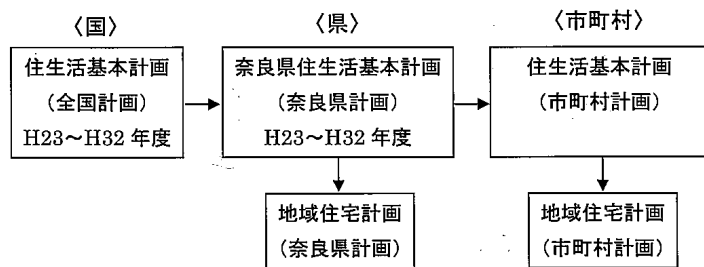 〈国〉
〈県〉
〈市町村〉
住生活基本計画
(全国計画)
H23～H32 年度
奈良県住生活基本計画
(奈良県計画)
H23～H32 年度
住生活基本計画
(市町村計画)
地域住宅計画
(奈良県計画)
地域住宅計画
(市町村計画)